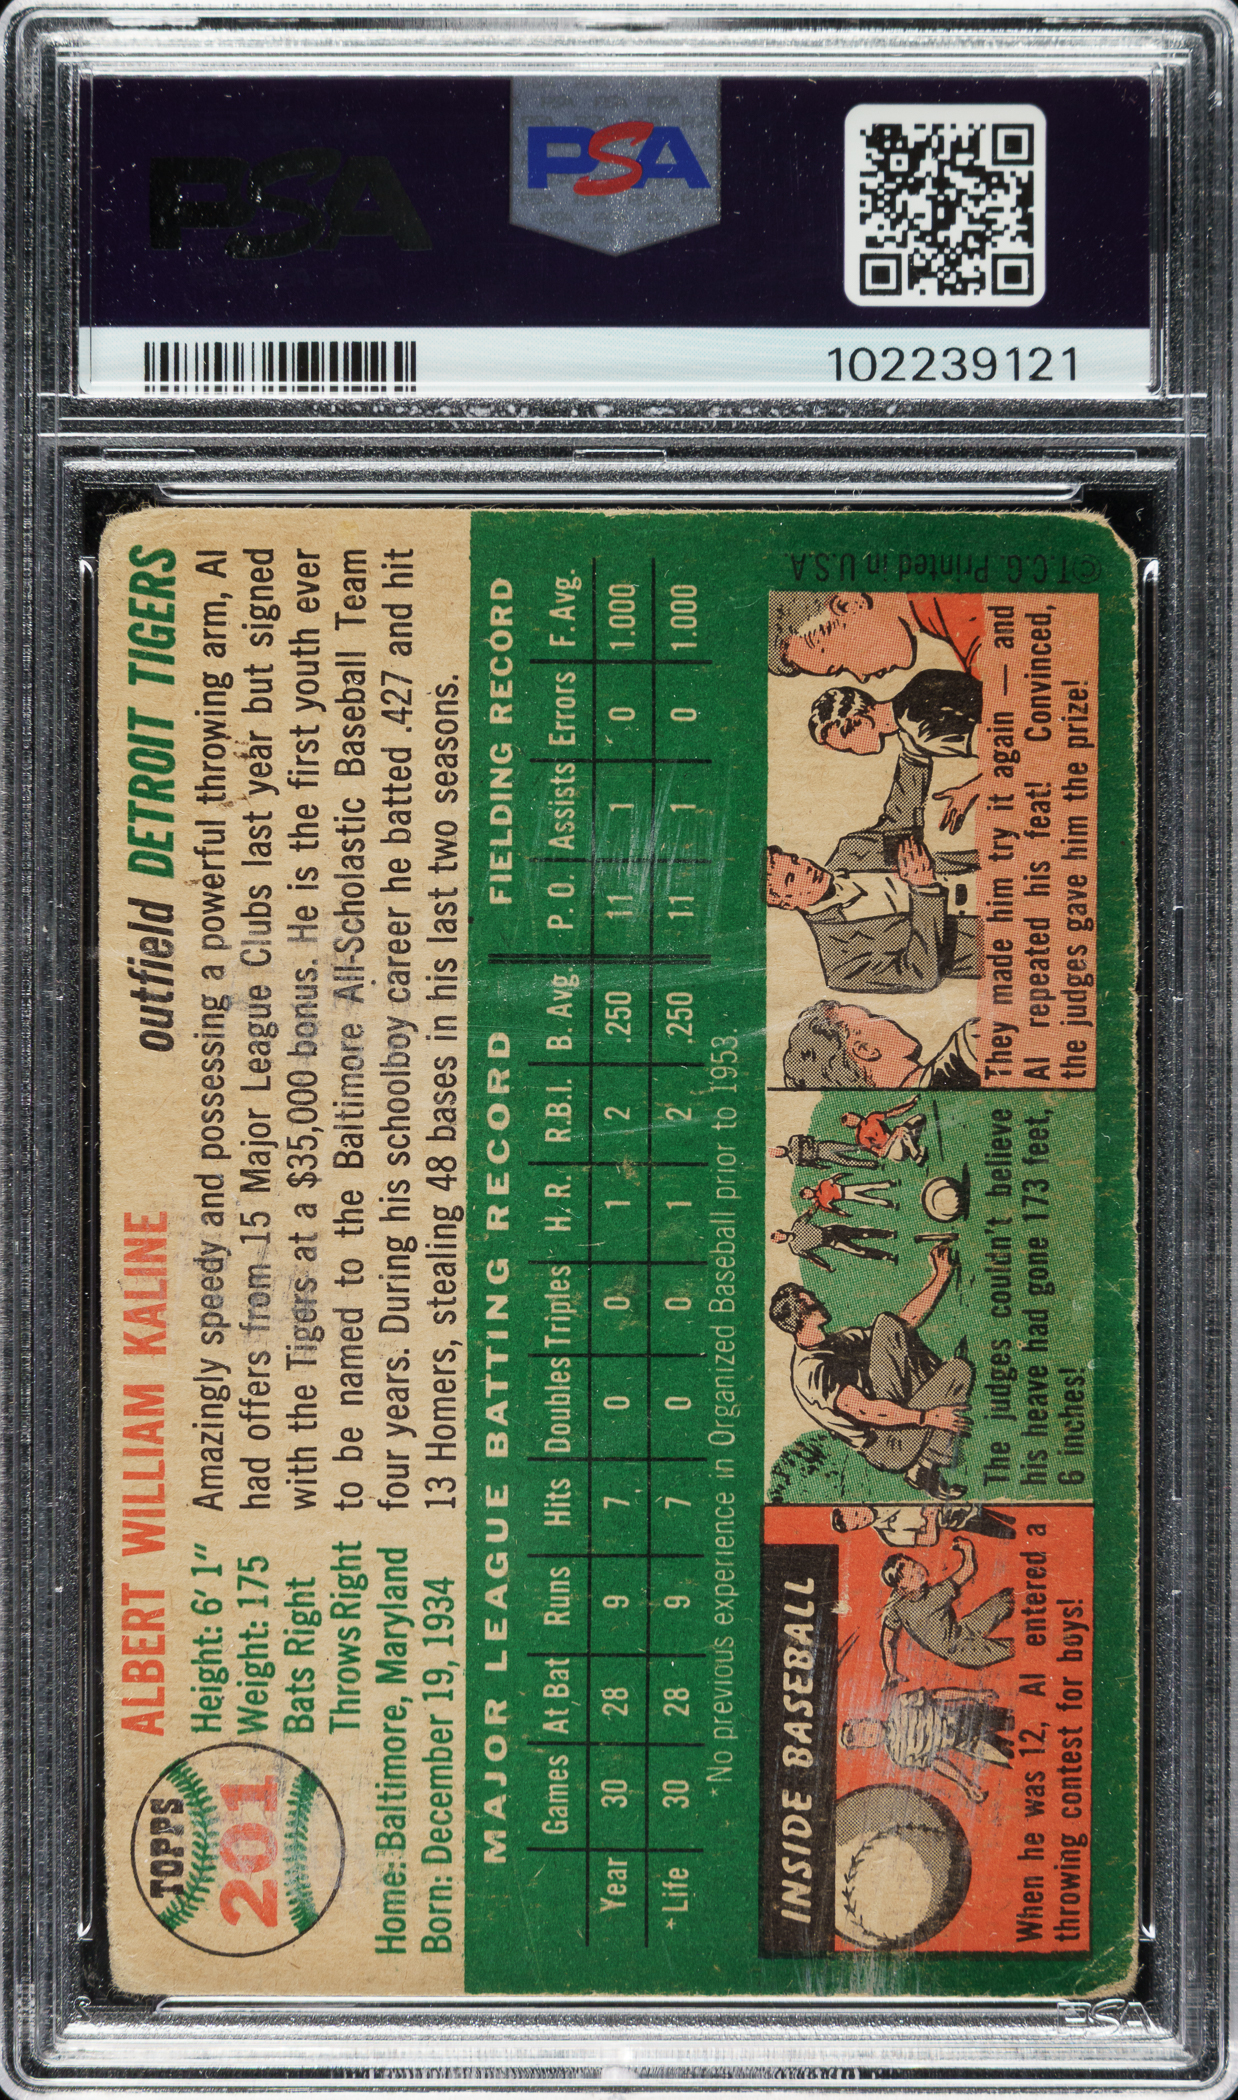 PSA
PSA
102239121
TOPPS
201
ALBERT WILLIAM KALINE
outfield DETROIT TIGERS
Height: 6' 1"
Weight: 175
Bats Right
Throws Right
Home: Baltimore, Maryland
Born: December 19, 1934
Amazingly speedy and possessing a powerful throwing arm, Al
had offers from 15 Major League Clubs last year but signed
with the Tigers at a $35,000 bonus. He is the first youth ever
to be named to the Baltimore All-Scholastic Baseball Team
four years. During his schoolboy career he batted .427 and hit
13 Homers, stealing 48 bases in his last two seasons.
MAJOR LEAGUE BATTING RECORD FIELDING RECORD
Games At Bat Runs Hits Doubles Triples H. R. R.B.I. B. Avg. P. O. Assists Errors F. Avg.
Year 30 28 9 7 0 0 1 2 .250 11 1 0 1.000
*Life 30 28 9 7 0 0 1 2 .250 11 1 0 1.000
*No previous experience in Organized Baseball prior to 1953.
INSIDE BASEBALL
When he was 12, Al entered a
throwing contest for boys!
The judges couldn't believe
his heave had gone 173 feet,
6 inches!
They made him try it again — and
Al repeated his feat! Convinced,
the judges gave him the prize!
©T.C.G. Printed in U.S.A.
PSA